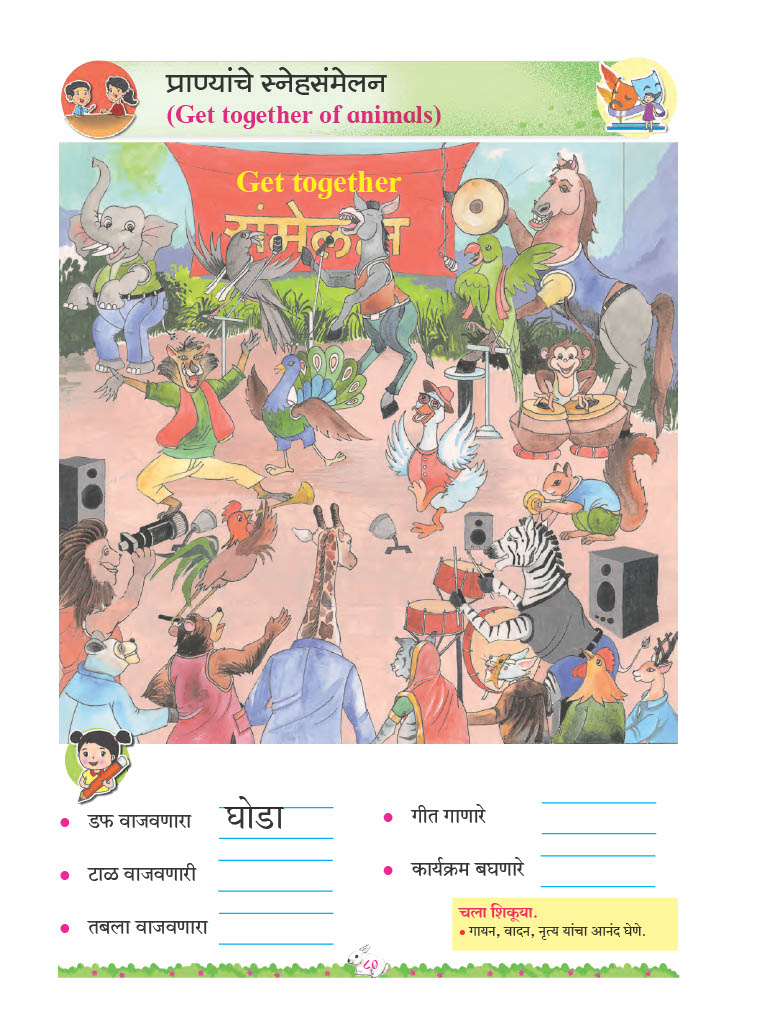 प्राण्यांचे स्नेहसंमेलन
(Get together of animals)
Get together
संमेलन
डफ वाजवणारा घोडा
टाळ वाजवणारी
तबला वाजवणारा
गीत गाणारे
कार्यक्रम बघणारे
चला शिकूया.
• गायन, वादन, नृत्य यांचा आनंद घेणे.
८०